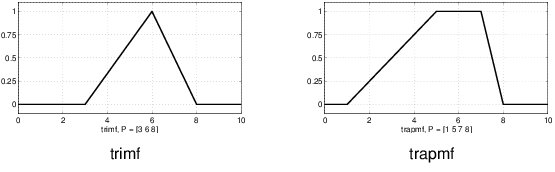 1
0.75
0.5
0.25
0
0 2 4 6 8 10
trimf, P = [3 6 8]
trimf
1
0.75
0.5
0.25
0
0 2 4 6 8 10
trapmf, P = [1 5 7 8]
trapmf